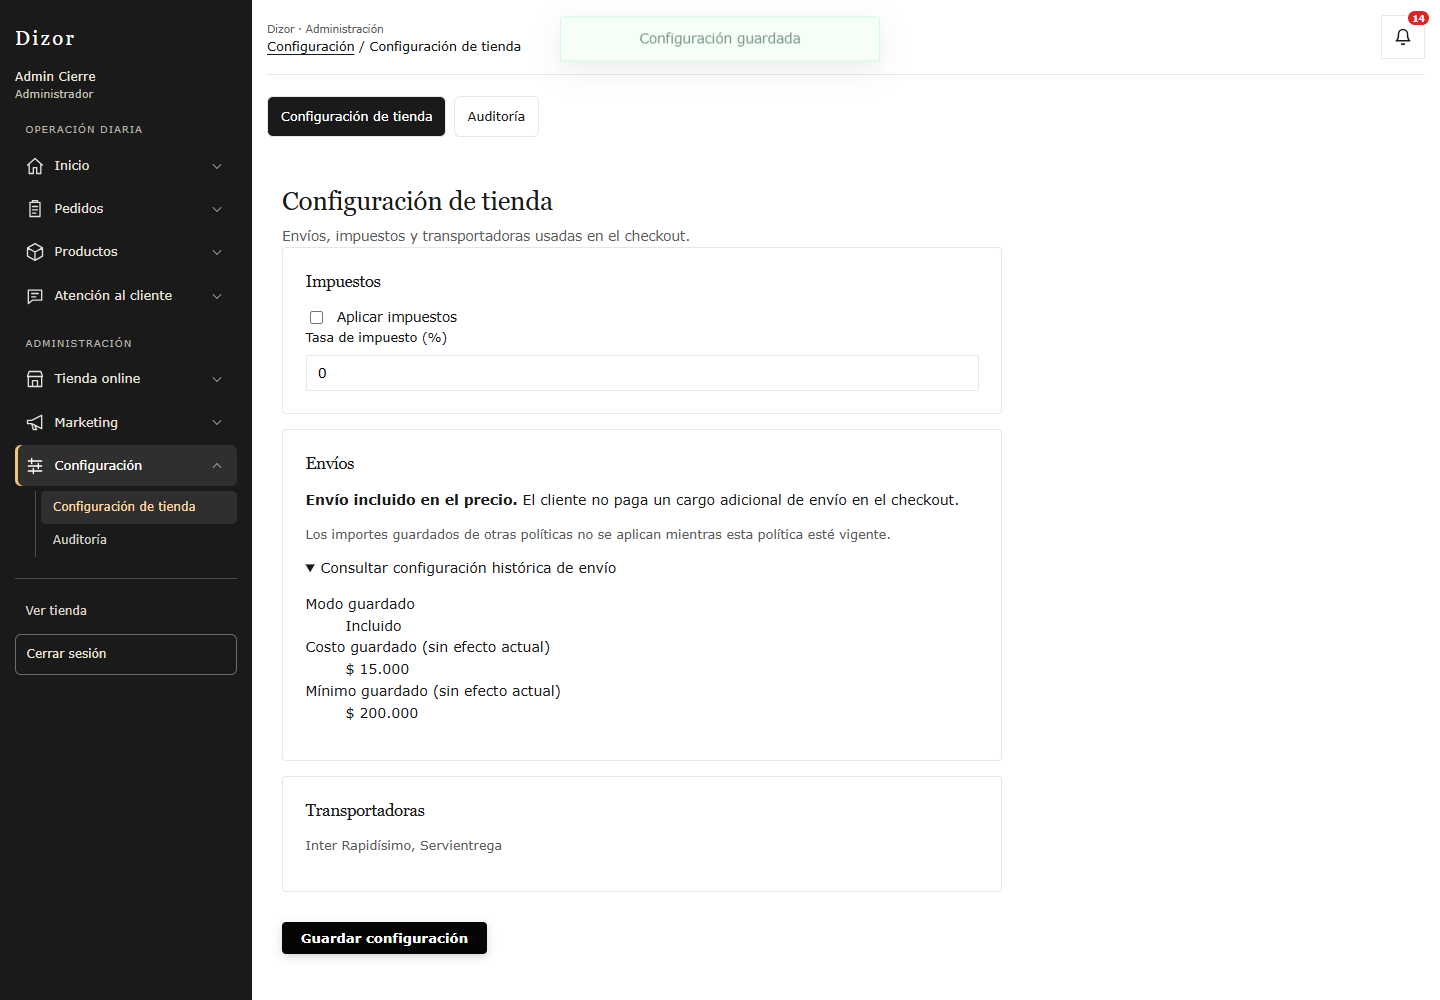 Dizor
Admin Cierre
Administrador
OPERACIÓN DIARIA
Inicio
Pedidos
Productos
Atención al cliente
ADMINISTRACIÓN
Tienda online
Marketing
Configuración
Configuración de tienda
Auditoría
Ver tienda
Cerrar sesión
Dizor · Administración
Configuración / Configuración de tienda
Configuración guardada
14
Configuración de tienda
Auditoría
Configuración de tienda
Envíos, impuestos y transportadoras usadas en el checkout.
Impuestos
Aplicar impuestos
Tasa de impuesto (%)
0
Envíos
Envío incluido en el precio. El cliente no paga un cargo adicional de envío en el checkout.
Los importes guardados de otras políticas no se aplican mientras esta política esté vigente.
▼ Consultar configuración histórica de envío
Modo guardado
Incluido
Costo guardado (sin efecto actual)
$ 15.000
Mínimo guardado (sin efecto actual)
$ 200.000
Transportadoras
Inter Rapidísimo, Servientrega
Guardar configuración